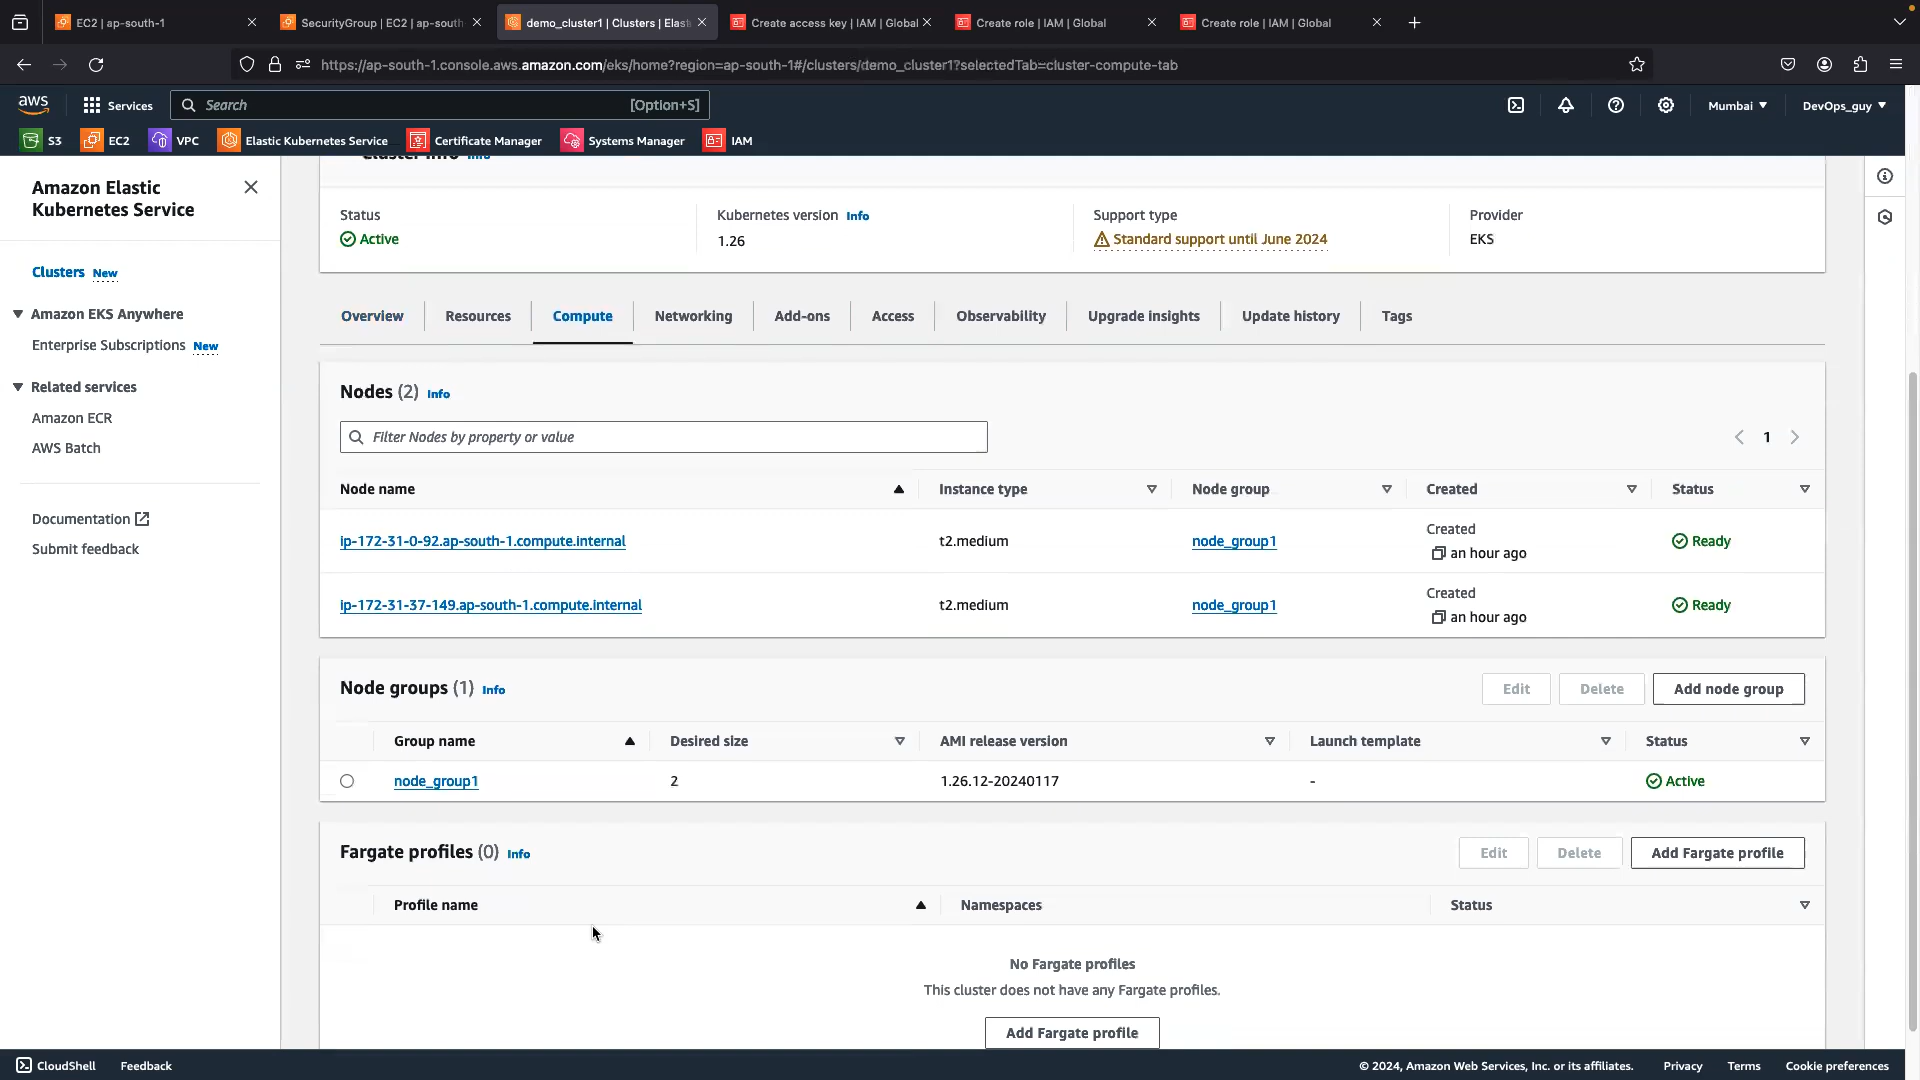 EC2 | ap-south-1
SecurityGroup | EC2 | ap-south
demo_cluster1 | Clusters | Elas
Create access key | IAM | Global
Create role | IAM | Global
Create role | IAM | Global
https://ap-south-1.console.aws.amazon.com/eks/home?region=ap-south-1#/clusters/demo_cluster1?selectedTab=cluster-compute-tab
aws
Services
Search
[Option+S]
Mumbai
DevOps_guy
S3
EC2
VPC
Elastic Kubernetes Service
Certificate Manager
Systems Manager
IAM
Amazon Elastic
Kubernetes Service
Clusters New
Amazon EKS Anywhere
Enterprise Subscriptions New
Related services
Amazon ECR
AWS Batch
Documentation
Submit feedback
Cluster info Info
Status
Active
Kubernetes version Info
1.26
Support type
Standard support until June 2024
Provider
EKS
Overview
Resources
Compute
Networking
Add-ons
Access
Observability
Upgrade insights
Update history
Tags
Nodes (2) Info
Filter Nodes by property or value
1
Node name
Instance type
Node group
Created
Status
ip-172-31-0-92.ap-south-1.compute.internal
t2.medium
node_group1
Created
an hour ago
Ready
ip-172-31-37-149.ap-south-1.compute.internal
t2.medium
node_group1
Created
an hour ago
Ready
Node groups (1) Info
Edit
Delete
Add node group
Group name
Desired size
AMI release version
Launch template
Status
node_group1
2
1.26.12-20240117
-
Active
Fargate profiles (0) Info
Edit
Delete
Add Fargate profile
Profile name
Namespaces
Status
No Fargate profiles
This cluster does not have any Fargate profiles.
Add Fargate profile
CloudShell
Feedback
© 2024, Amazon Web Services, Inc. or its affiliates.
Privacy
Terms
Cookie preferences